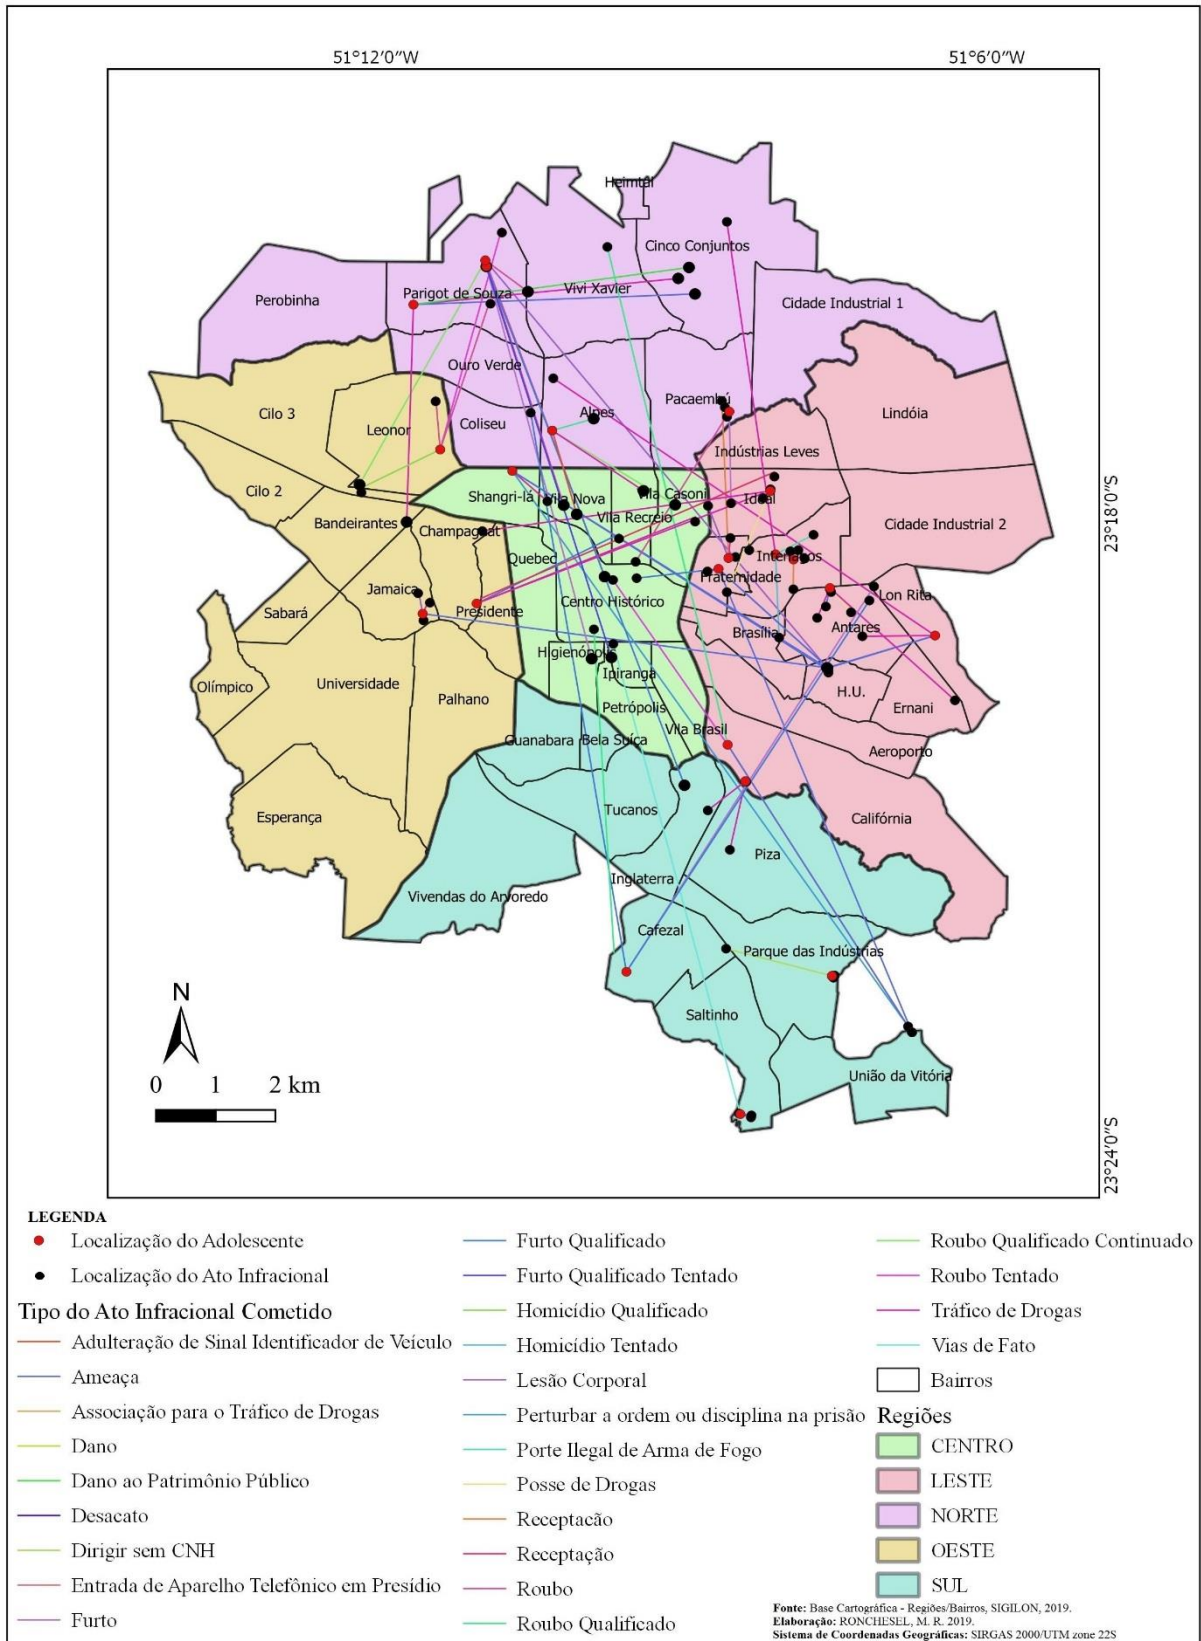 51°12′0″W
51°6′0″W
Heimtal
Cinco Conjuntos
Parigot de Souza
Vivi Xavier
Perobinha
Cidade Industrial 1
Ouro Verde
Cilo 3
Leonor
Coliseu
Alpes
Pacaembú
Lindóia
Indústrias Leves
Cilo 2
Shangri-lá
Vila Nova
Vila Casoni
Ideal
Bandeirantes
Champagnat
Vila Recreio
Cidade Industrial 2
23°18′0″S
Quebec
Interlagos
Fraternidade
Jamaica
Centro Histórico
Lon Rita
Sabará
Presidente
Brasília
Antares
Higienópolis
Ipiranga
Olímpico
Universidade
Palhano
H.U.
Petrópolis
Ernani
Vila Brasil
Guanabara
Bela Suíça
Aeroporto
Tucanos
Esperança
Califórnia
Piza
Inglaterra
Vivendas do Arvoredo
Cafezal
Parque das Indústrias
N
Saltinho
0 1 2 km
União da Vitória
23°24′0″S
LEGENDA
Localização do Adolescente
Localização do Ato Infracional
Tipo do Ato Infracional Cometido
Adulteração de Sinal Identificador de Veículo
Ameaça
Associação para o Tráfico de Drogas
Dano
Dano ao Patrimônio Público
Desacato
Dirigir sem CNH
Entrada de Aparelho Telefônico em Presídio
Furto
Furto Qualificado
Furto Qualificado Tentado
Homicídio Qualificado
Homicídio Tentado
Lesão Corporal
Perturbar a ordem ou disciplina na prisão
Porte Ilegal de Arma de Fogo
Posse de Drogas
Receptacão
Receptação
Roubo
Roubo Qualificado
Roubo Qualificado Continuado
Roubo Tentado
Tráfico de Drogas
Vias de Fato
Bairros
Regiões
CENTRO
LESTE
NORTE
OESTE
SUL
Fonte: Base Cartográfica - Regiões/Bairros, SIGILON, 2019.
Elaboração: RONCHESEL, M. R. 2019.
Sistema de Coordenadas Geográficas: SIRGAS 2000/UTM zone 22S